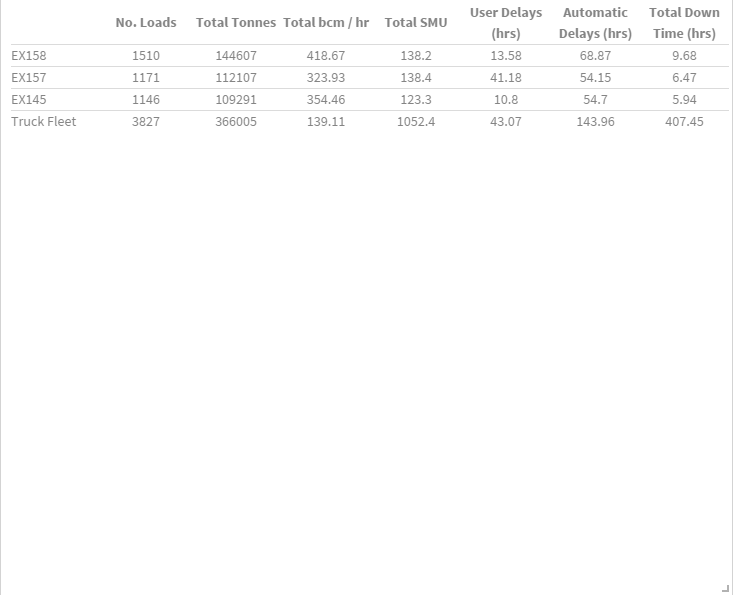 No. Loads Total Tonnes Total bcm / hr Total SMU User Delays (hrs) Automatic Delays (hrs) Total Down Time (hrs)
EX158 1510 144607 418.67 138.2 13.58 68.87 9.68
EX157 1171 112107 323.93 138.4 41.18 54.15 6.47
EX145 1146 109291 354.46 123.3 10.8 54.7 5.94
Truck Fleet 3827 366005 139.11 1052.4 43.07 143.96 407.45